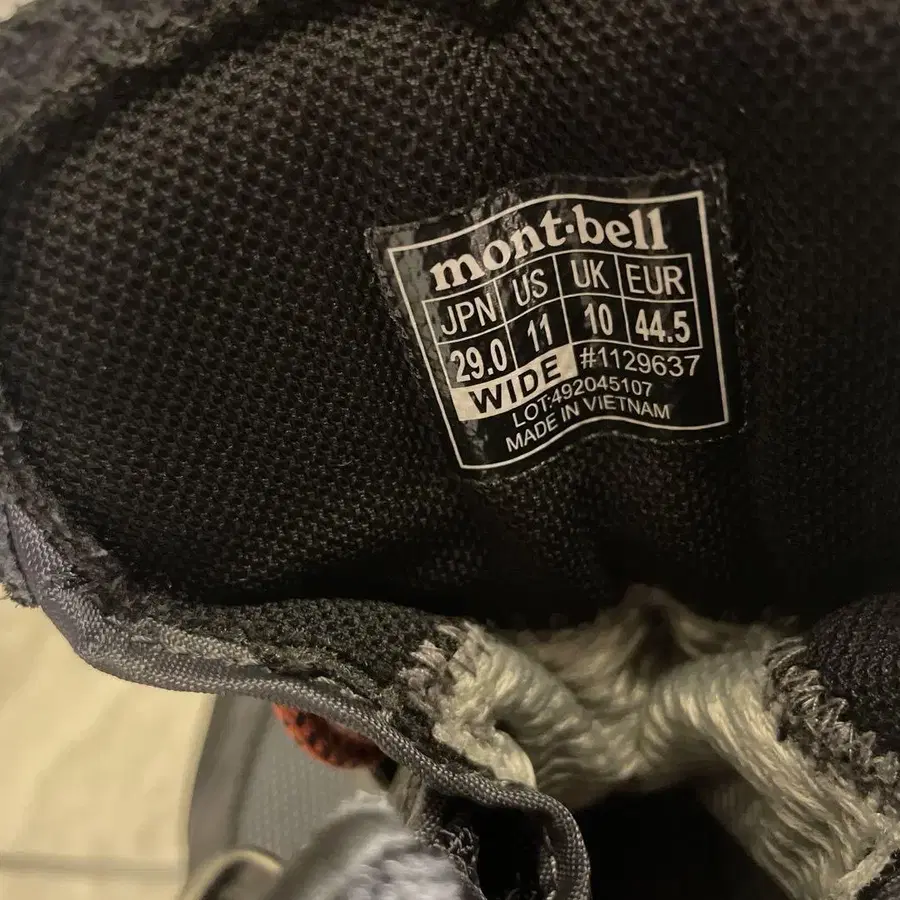 mont·bell
JPN US UK EUR
29.0 11 10 44.5
WIDE #1129637
LOT:492045107
MADE IN VIETNAM